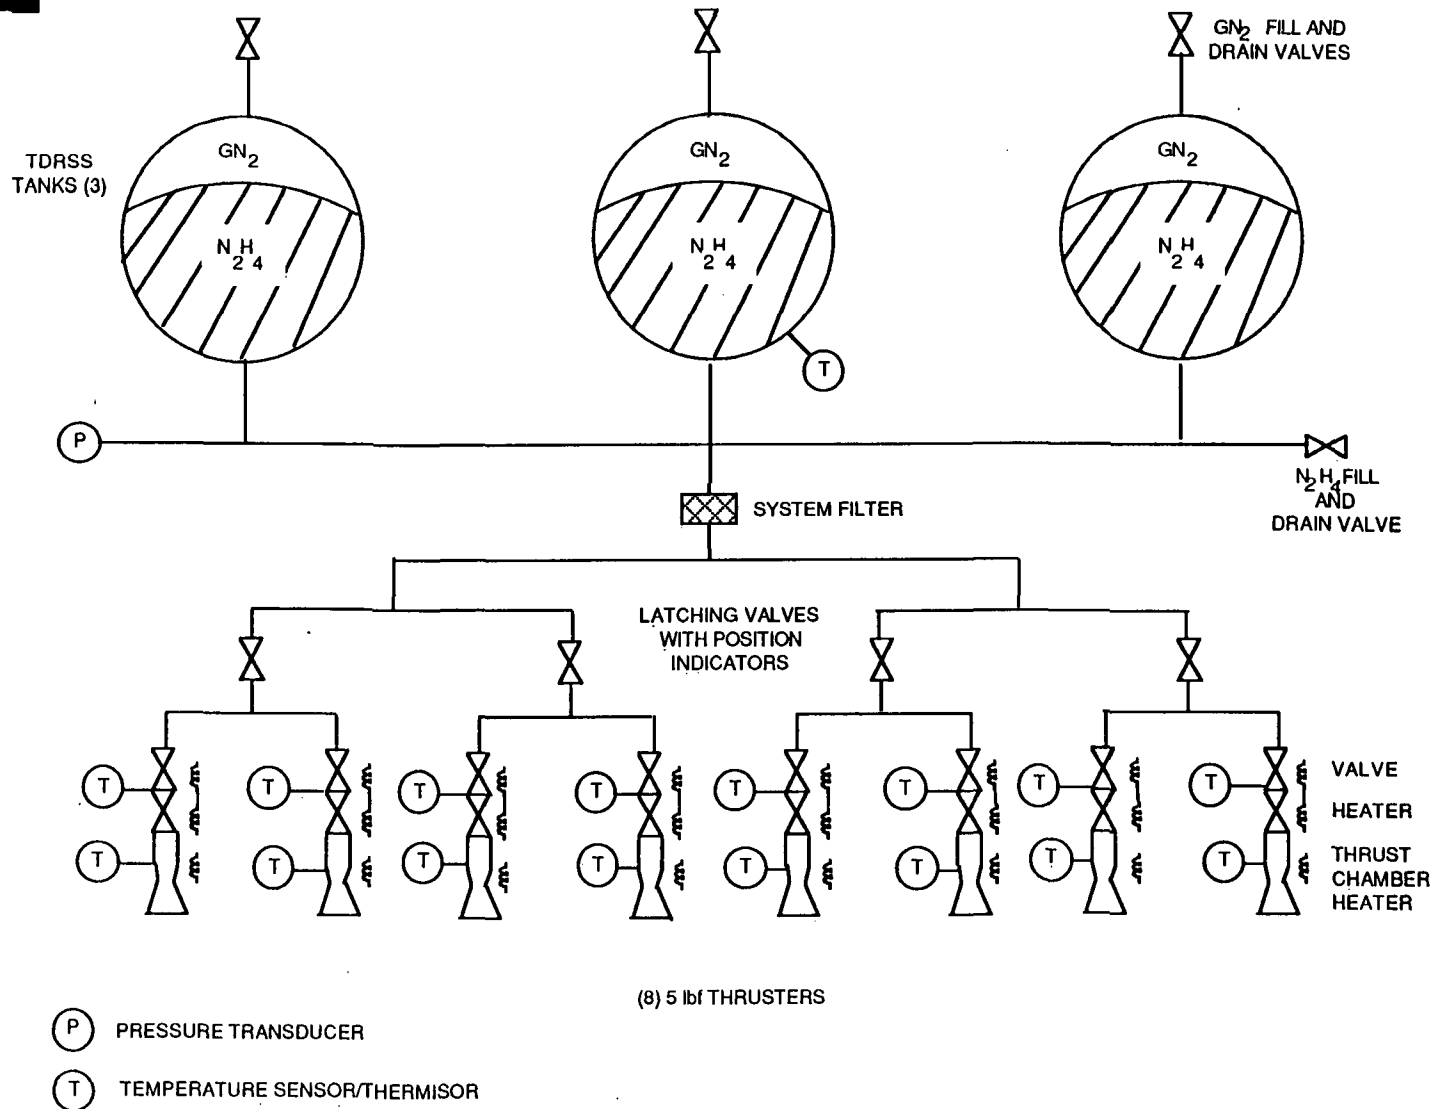 GN2 FILL AND
DRAIN VALVES
TDRSS
TANKS (3)
GN2
GN2
GN2
N2H4
N2H4
N2H4
T
P
N2H4 FILL
AND
DRAIN VALVE
SYSTEM FILTER
LATCHING VALVES
WITH POSITION
INDICATORS
T
T
T
T
T
T
T
T
VALVE
HEATER
T
T
T
T
T
T
T
T
THRUST
CHAMBER
HEATER
(8) 5 lbf THRUSTERS
P PRESSURE TRANSDUCER
T TEMPERATURE SENSOR/THERMISOR